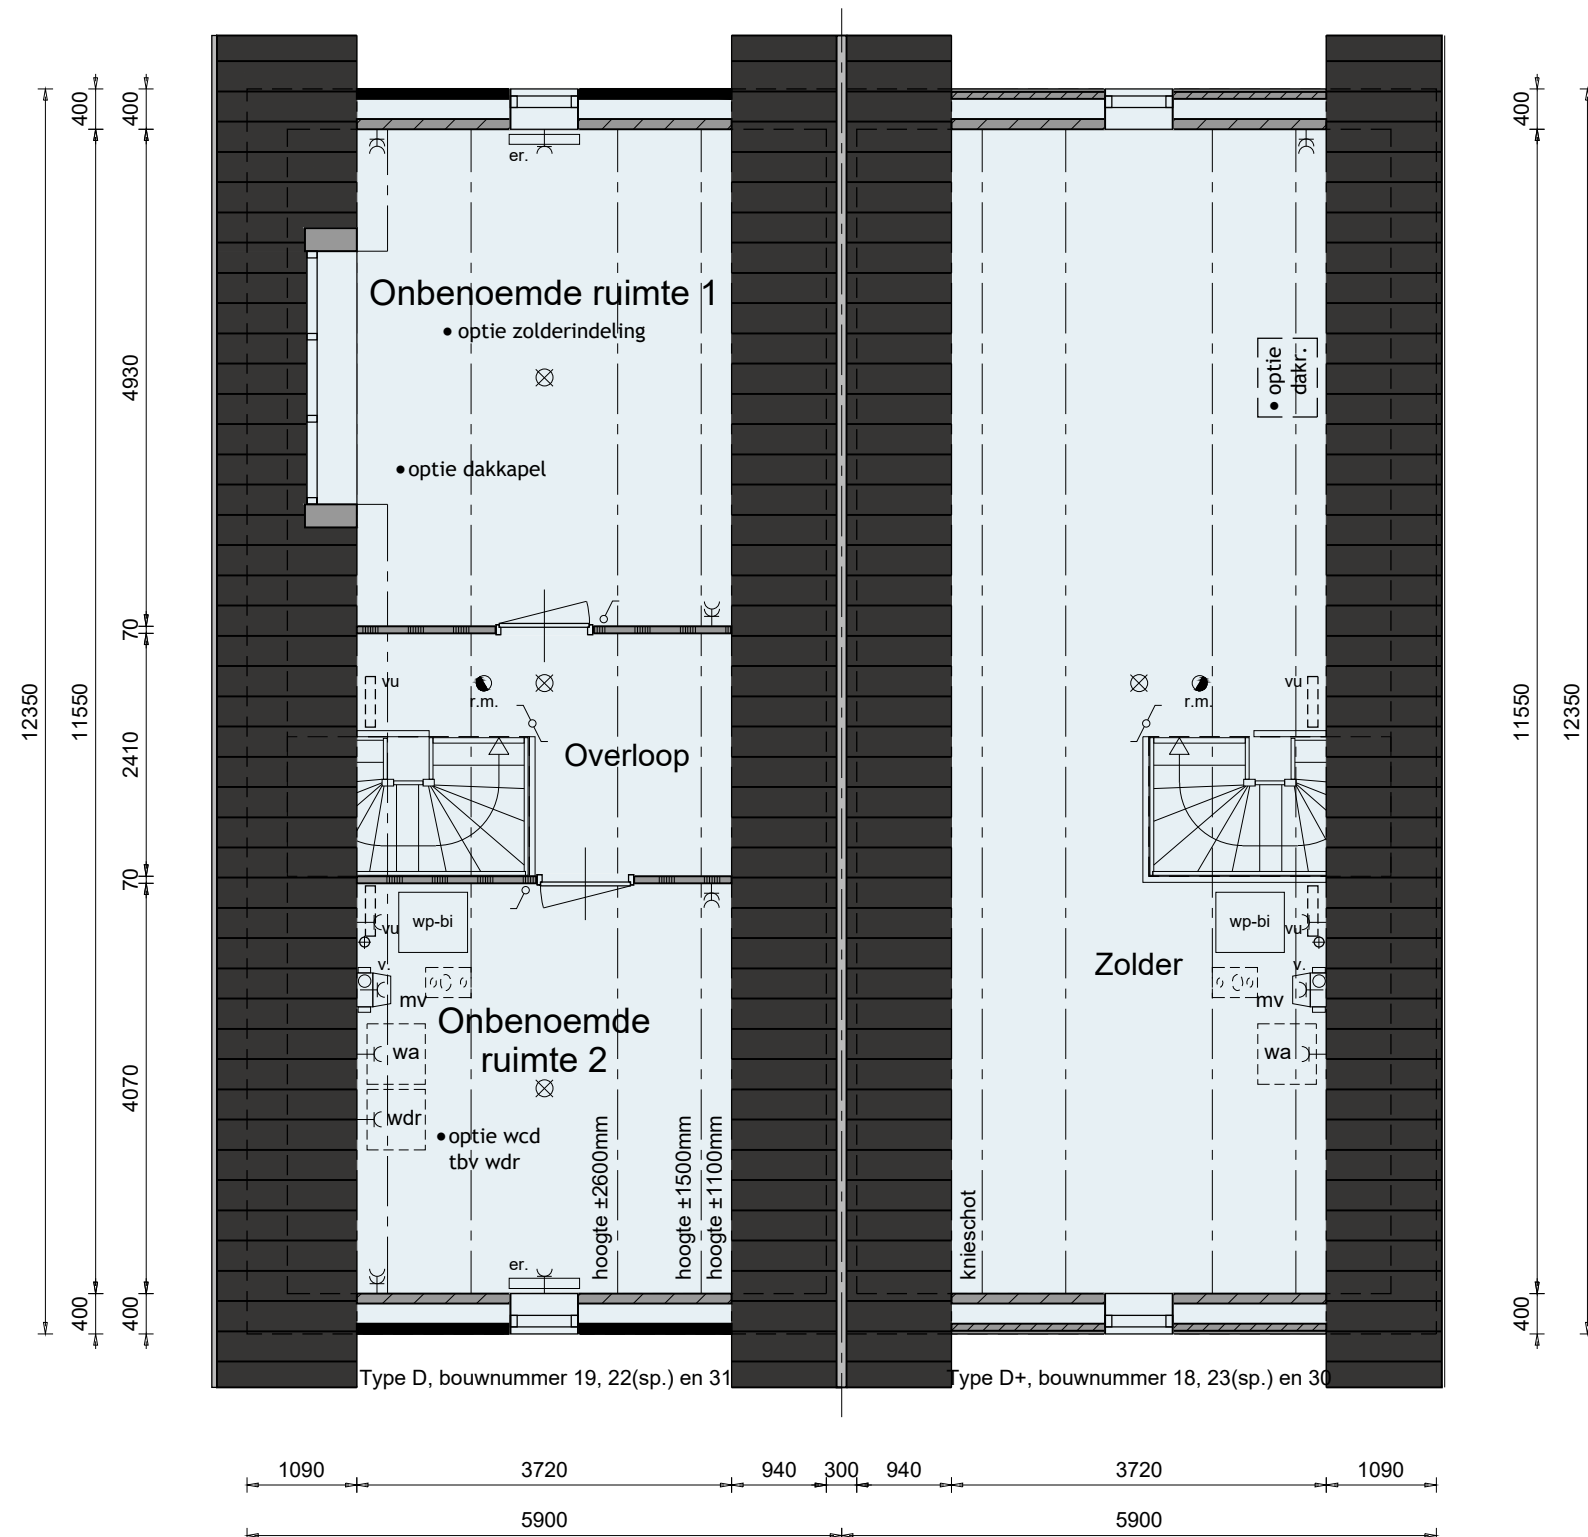 400
400
400
er.
Onbenoemde ruimte 1
• optie zolderindeling
• optie
dakr.
4930
• optie dakkapel
70
vu
r.m.
r.m.
vu
12350
11550
2410
Overloop
11550
12350
70
wp-bi
vu
v.
mv
wp-bi
vu
v.
mv
Zolder
Onbenoemde
ruimte 2
wa
wa
4070
wdr
• optie wcd
tbv wdr
hoogte ±2600mm
hoogte ±1500mm
hoogte ±1100mm
knieschot
er.
400
400
400
Type D, bouwnummer 19, 22(sp.) en 31
Type D+, bouwnummer 18, 23(sp.) en 30
1090
3720
940
300
940
3720
1090
5900
5900